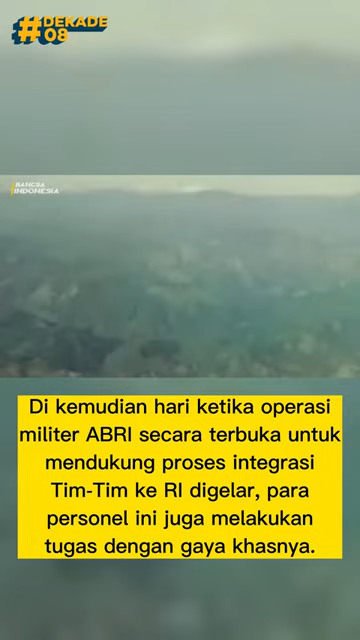 #DEKADE
08
BANGSA
INDONESIA
Di kemudian hari ketika operasi
militer ABRI secara terbuka untuk
mendukung proses integrasi
Tim-Tim ke RI digelar, para
personel ini juga melakukan
tugas dengan gaya khasnya.